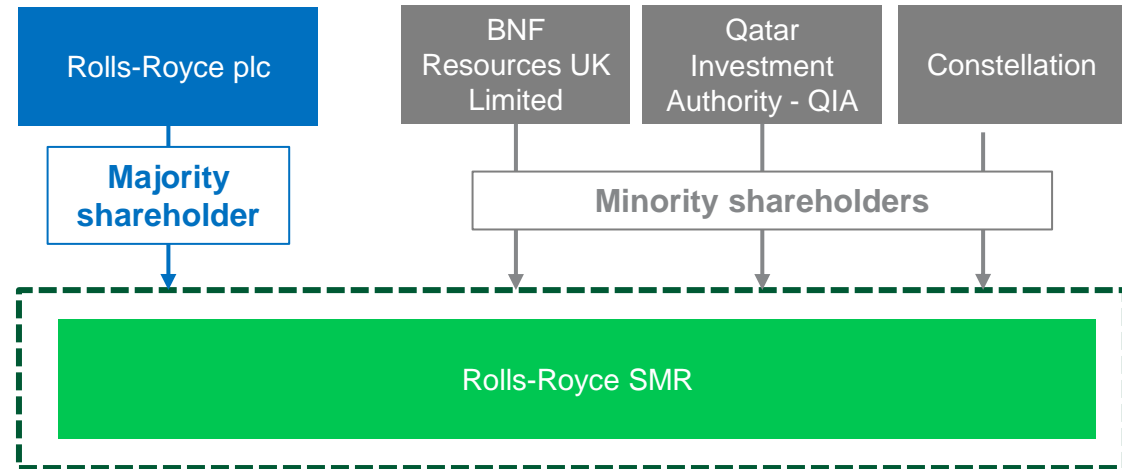 Rolls-Royce plc
BNF
Resources UK
Limited
Qatar
Investment
Authority - QIA
Constellation
Majority
shareholder
Minority shareholders
Rolls-Royce SMR